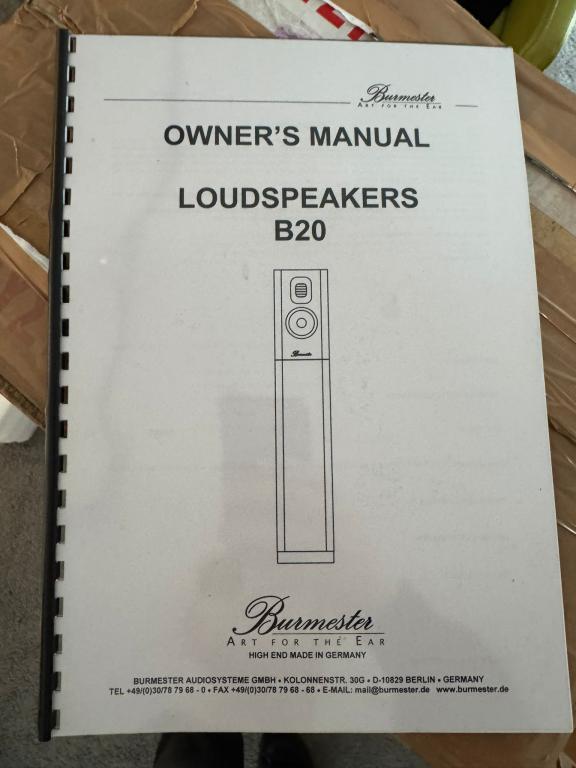 Burmester
ART FOR THE EAR
OWNER'S MANUAL
LOUDSPEAKERS
B20
Burmester
Burmester
ART FOR THE EAR
HIGH END MADE IN GERMANY
BURMESTER AUDIOSYSTEME GMBH • KOLONNENSTR. 30G • D-10829 BERLIN • GERMANY
TEL +49/(0)30/78 79 68 - 0 • FAX +49/(0)30/78 79 68 - 68 • E-MAIL: mail@burmester.de www.burmester.de